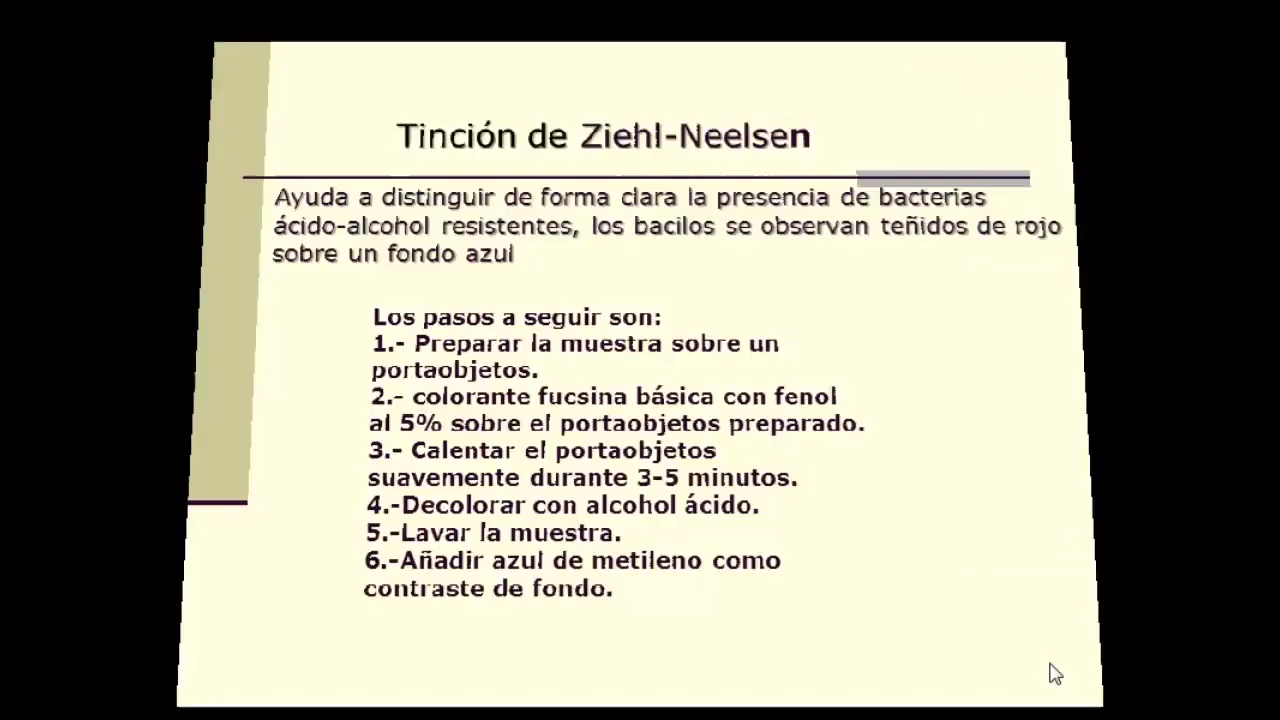 Tinción de Ziehl-Neelsen
Ayuda a distinguir de forma clara la presencia de bacterias
ácido-alcohol resistentes, los bacilos se observan teñidos de rojo
sobre un fondo azul
Los pasos a seguir son:
1.- Preparar la muestra sobre un
portaobjetos.
2.- colorante fucsina básica con fenol
al 5% sobre el portaobjetos preparado.
3.- Calentar el portaobjetos
suavemente durante 3-5 minutos.
4.-Decolorar con alcohol ácido.
5.-Lavar la muestra.
6.-Añadir azul de metileno como
contraste de fondo.